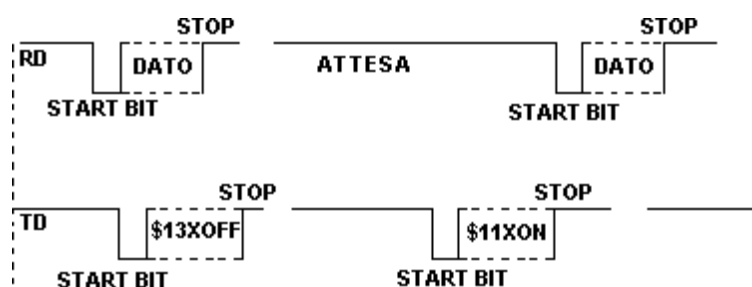 STOP STOP
RD DATO ATTESA DATO
START BIT START BIT
STOP STOP
TD $13XOFF $11XON
START BIT START BIT